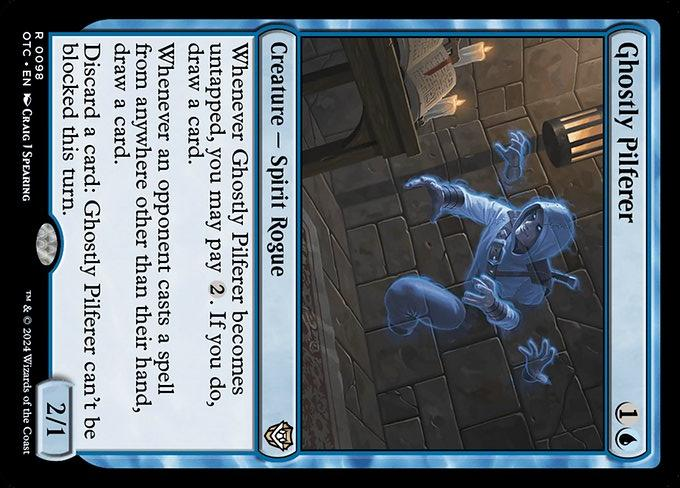 Ghostly Pilferer 1
Creature — Spirit Rogue
Whenever Ghostly Pilferer becomes
untapped, you may pay 2. If you do,
draw a card.
Whenever an opponent casts a spell
from anywhere other than their hand,
draw a card.
Discard a card: Ghostly Pilferer can't be
blocked this turn.
2/1
R 0098
OTC • EN Craig J Spearing
™ & © 2024 Wizards of the Coast